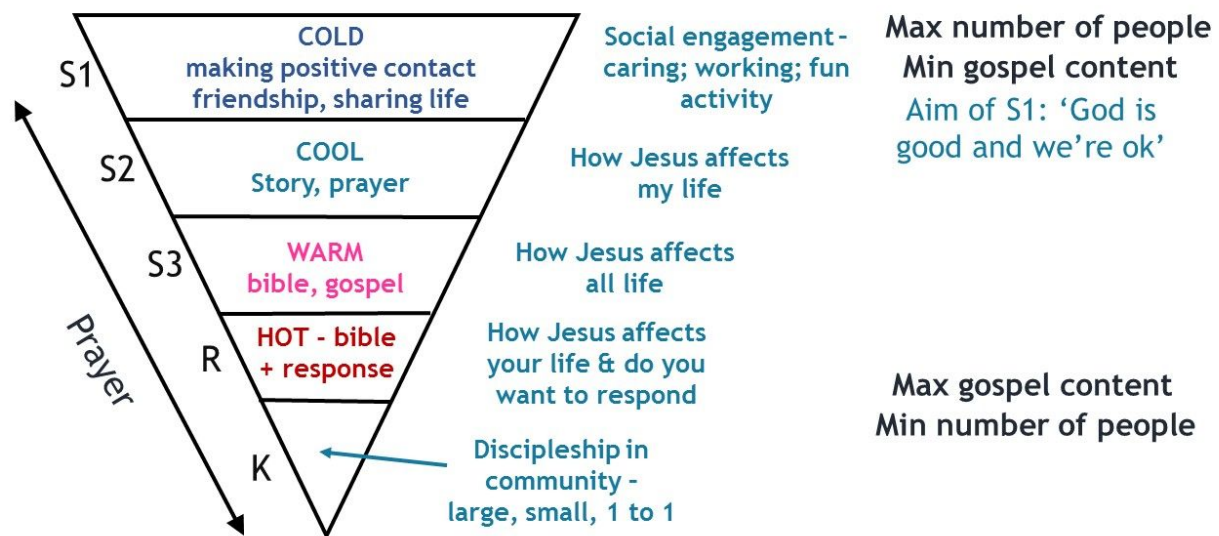 S1
COLD
making positive contact
friendship, sharing life
Social engagement –
caring; working; fun
activity
Max number of people
Min gospel content
Aim of S1: ‘God is
good and we’re ok’
S2
COOL
Story, prayer
How Jesus affects
my life
S3
WARM
bible, gospel
How Jesus affects
all life
Prayer
R
HOT - bible
+ response
How Jesus affects
your life & do you
want to respond
Max gospel content
Min number of people
K
Discipleship in
community –
large, small, 1 to 1